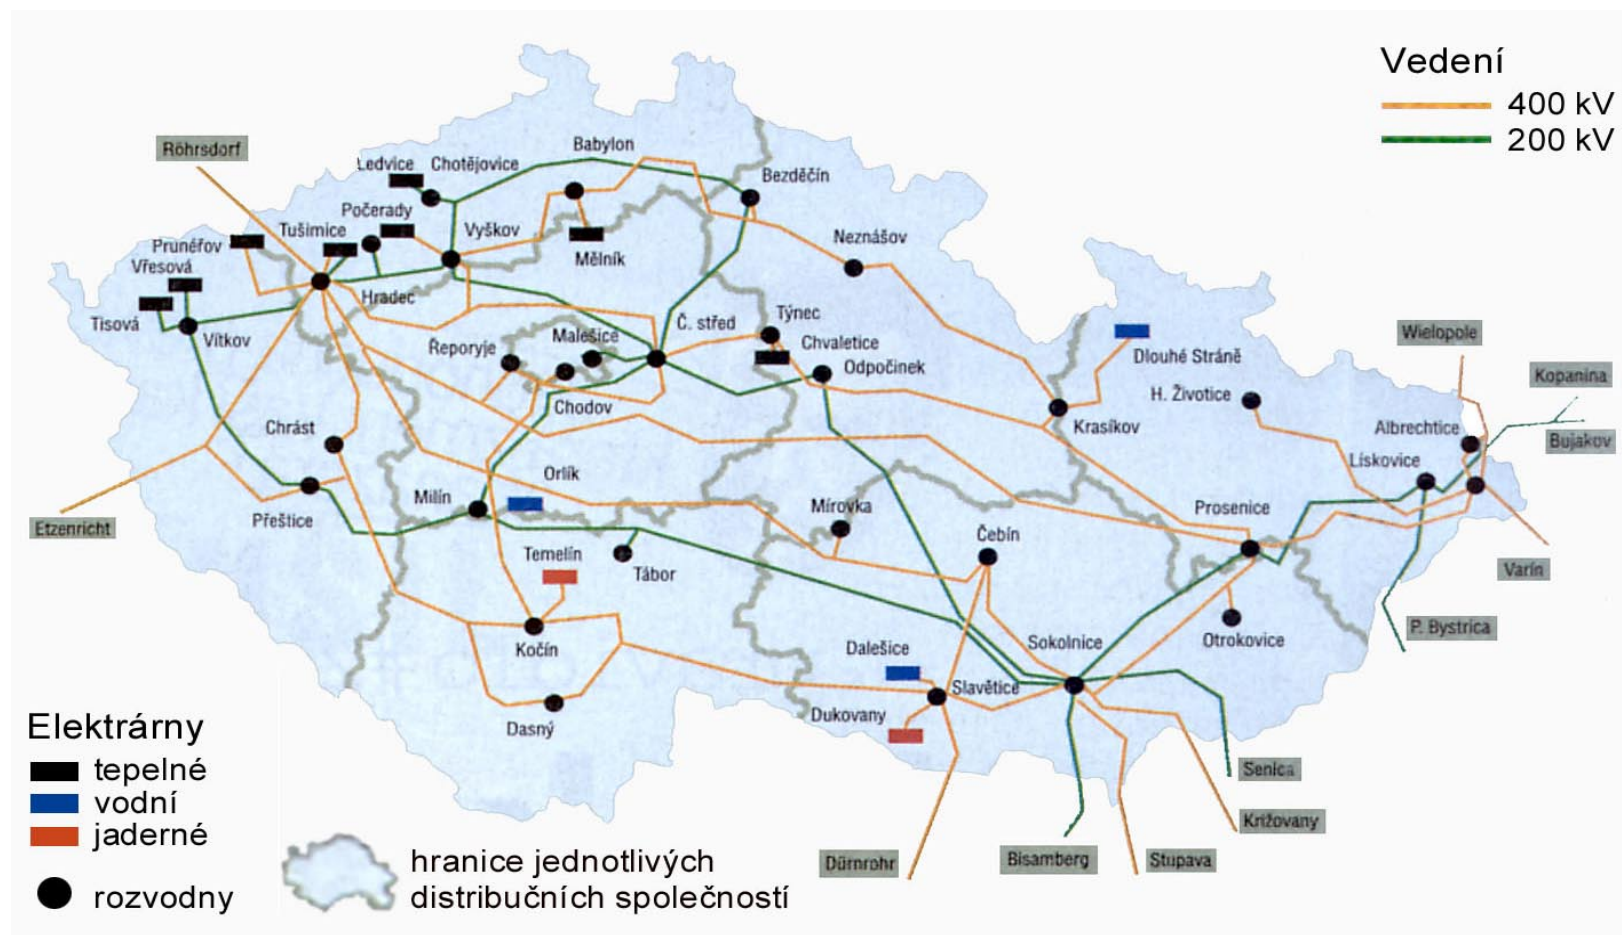 Vedení
400 kV
200 kV
Röhrsdorf
Babylon
Ledvice
Chotějovice
Bezděčín
Počerady
Tušimice
Vyškov
Prunéřov
Neznášov
Vřesová
Mělník
Hradec
Tisová
Vítkov
Malešice
Č. střed
Týnec
Chvaletice
Řeporyje
Odpočinek
Dlouhé Stráně
Wielopole
Kopanina
H. Životice
Chodov
Chrást
Krasíkov
Albrechtice
Bujakov
Lískovice
Orlík
Milín
Mírovka
Prosenice
Přeštice
Etzenricht
Čebín
Temelín
Tábor
Varín
P. Bystrica
Otrokovice
Kočín
Dalešice
Sokolnice
Slavětice
Dukovany
Dasný
Senica
Križovany
Elektrárny
tepelné
vodní
jaderné
rozvodny
hranice jednotlivých
distribučních společností
Dürnrohr
Bisamberg
Stupava